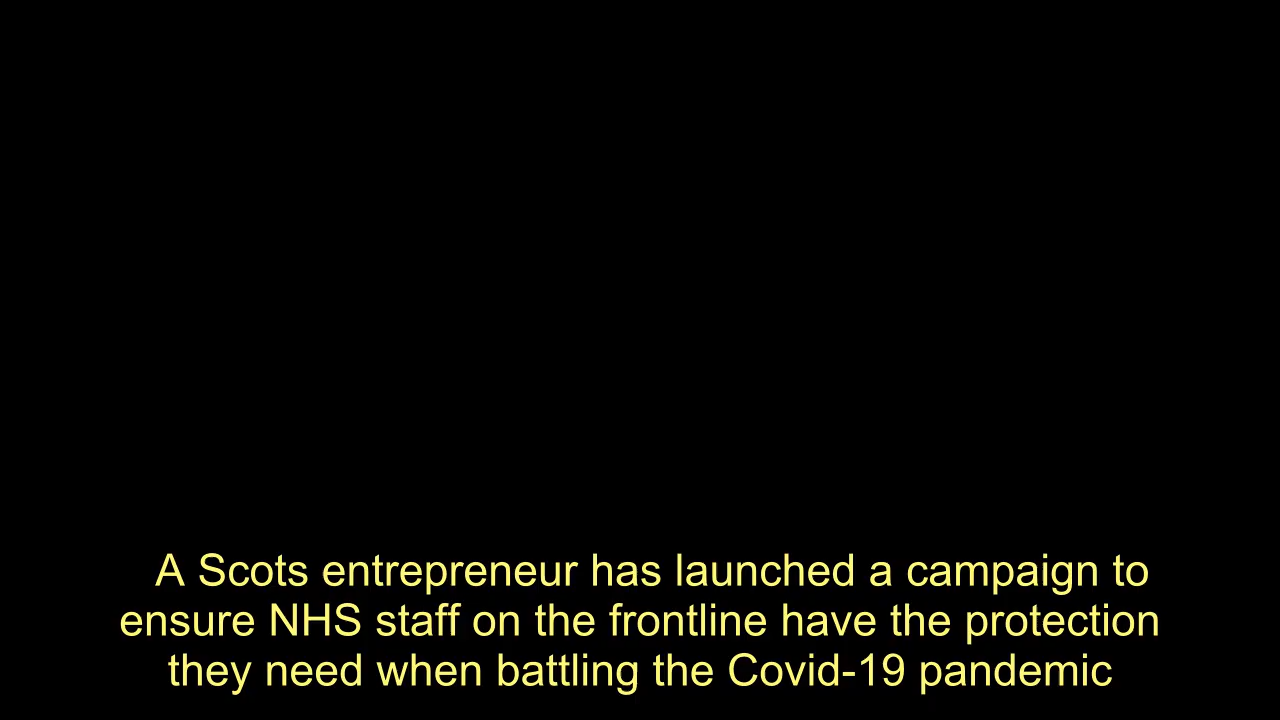 A Scots entrepreneur has launched a campaign to
ensure NHS staff on the frontline have the protection
they need when battling the Covid-19 pandemic